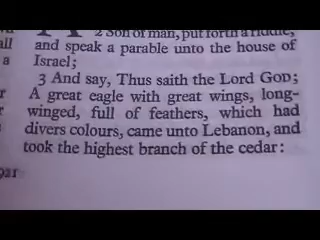 2 Son of man, put forth a riddle,
and speak a parable unto the house of
Israel;
3 And say, Thus saith the Lord GOD;
A great eagle with great wings, long-
winged, full of feathers, which had
divers colours, came unto Lebanon, and
took the highest branch of the cedar:
921